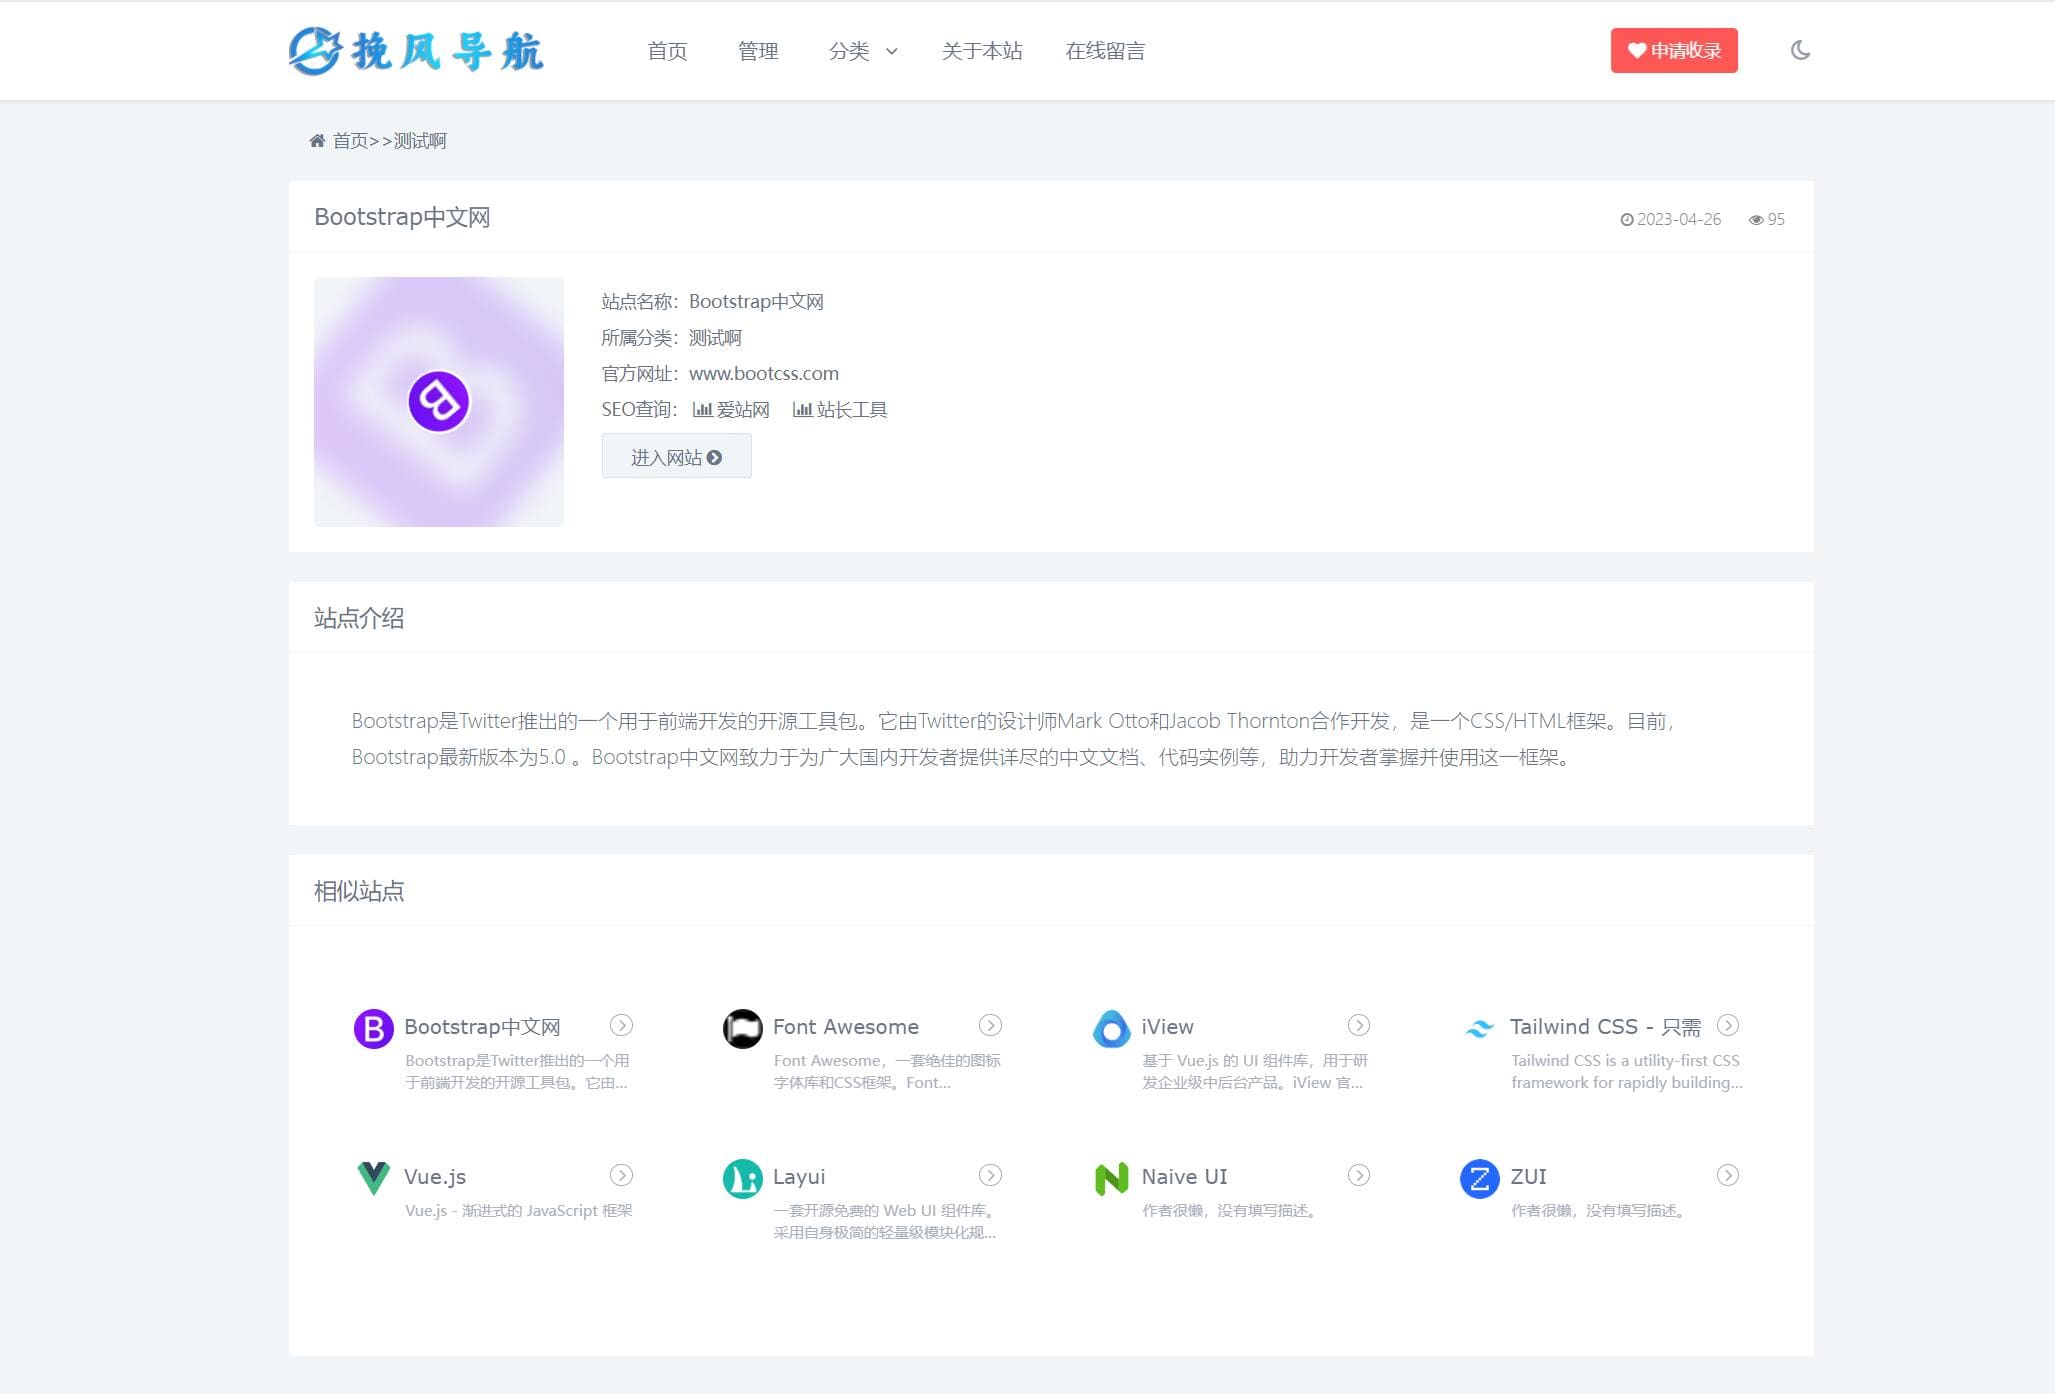 挽风导航
首页 管理 分类 关于本站 在线留言 申请收录
首页>>测试啊
Bootstrap中文网 2023-04-26 95
站点名称：Bootstrap中文网
所属分类：测试啊
官方网址：www.bootcss.com
SEO查询： 爱站网 站长工具
进入网站
站点介绍
Bootstrap是Twitter推出的一个用于前端开发的开源工具包。它由Twitter的设计师Mark Otto和Jacob Thornton合作开发，是一个CSS/HTML框架。目前，
Bootstrap最新版本为5.0 。Bootstrap中文网致力于为广大国内开发者提供详尽的中文文档、代码实例等，助力开发者掌握并使用这一框架。
相似站点
Bootstrap中文网
Bootstrap是Twitter推出的一个用
于前端开发的开源工具包。它由...
Font Awesome
Font Awesome，一套绝佳的图标
字体库和CSS框架。Font...
iView
基于 Vue.js 的 UI 组件库，用于研
发企业级中后台产品。iView 官...
Tailwind CSS - 只需
Tailwind CSS is a utility-first CSS
framework for rapidly building...
Vue.js
Vue.js - 渐进式的 JavaScript 框架
Layui
一套开源免费的 Web UI 组件库。
采用自身极简的轻量级模块化规...
Naive UI
作者很懒，没有填写描述。
ZUI
作者很懒，没有填写描述。